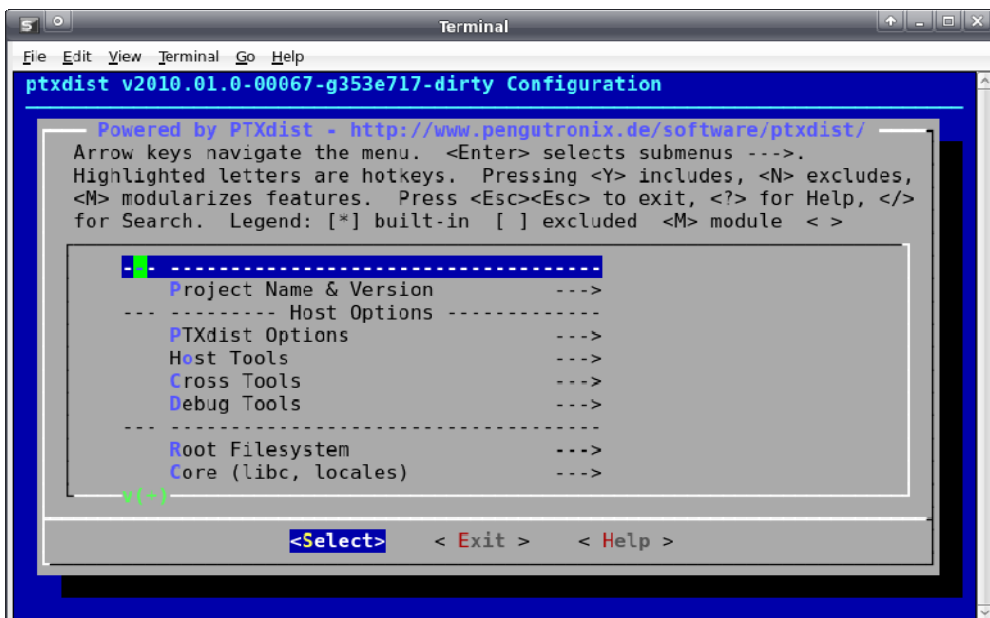 Terminal
File Edit View Terminal Go Help
ptxdist v2010.01.0-00067-g353e717-dirty Configuration
Powered by PTXdist - http://www.pengutronix.de/software/ptxdist/
Arrow keys navigate the menu. <Enter> selects submenus --->.
Highlighted letters are hotkeys. Pressing <Y> includes, <N> excludes,
<M> modularizes features. Press <Esc><Esc> to exit, <?> for Help, </>
for Search. Legend: [*] built-in [ ] excluded <M> module < >
--- ------------------------------------
Project Name & Version --->
--- --------- Host Options -------------
PTXdist Options --->
Host Tools --->
Cross Tools --->
Debug Tools --->
--- ------------------------------------
Root Filesystem --->
Core (libc, locales) --->
v(+)
<Select> < Exit > < Help >